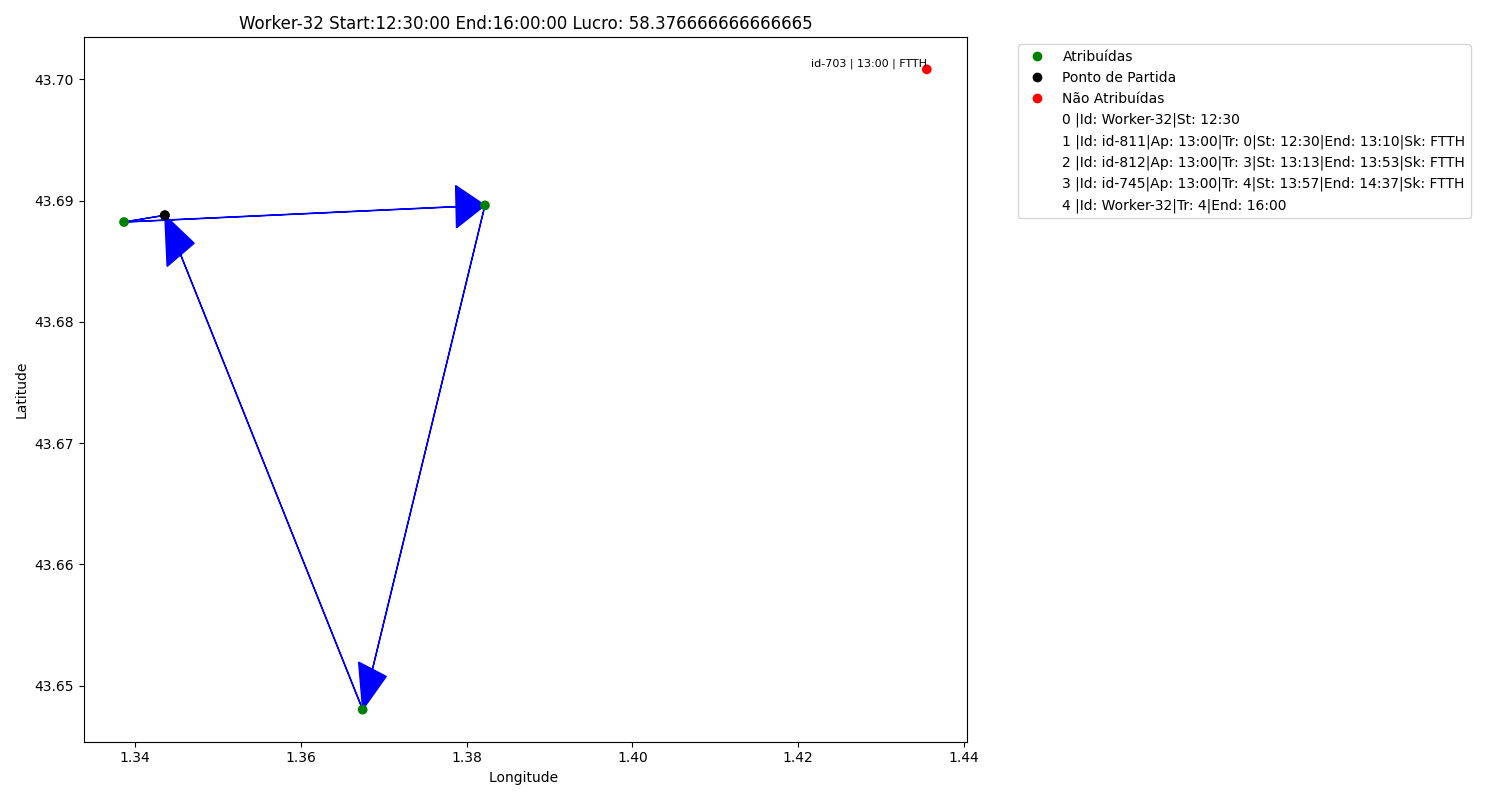 Worker-32 Start:12:30:00 End:16:00:00 Lucro: 58.376666666666665
id-703 | 13:00 | FTTH
Atribuídas
Ponto de Partida
Não Atribuídas
0 |Id: Worker-32|St: 12:30
1 |Id: id-811|Ap: 13:00|Tr: 0|St: 12:30|End: 13:10|Sk: FTTH
2 |Id: id-812|Ap: 13:00|Tr: 3|St: 13:13|End: 13:53|Sk: FTTH
3 |Id: id-745|Ap: 13:00|Tr: 4|St: 13:57|End: 14:37|Sk: FTTH
4 |Id: Worker-32|Tr: 4|End: 16:00
Latitude
43.70
43.69
43.68
43.67
43.66
43.65
1.34 1.36 1.38 1.40 1.42 1.44
Longitude